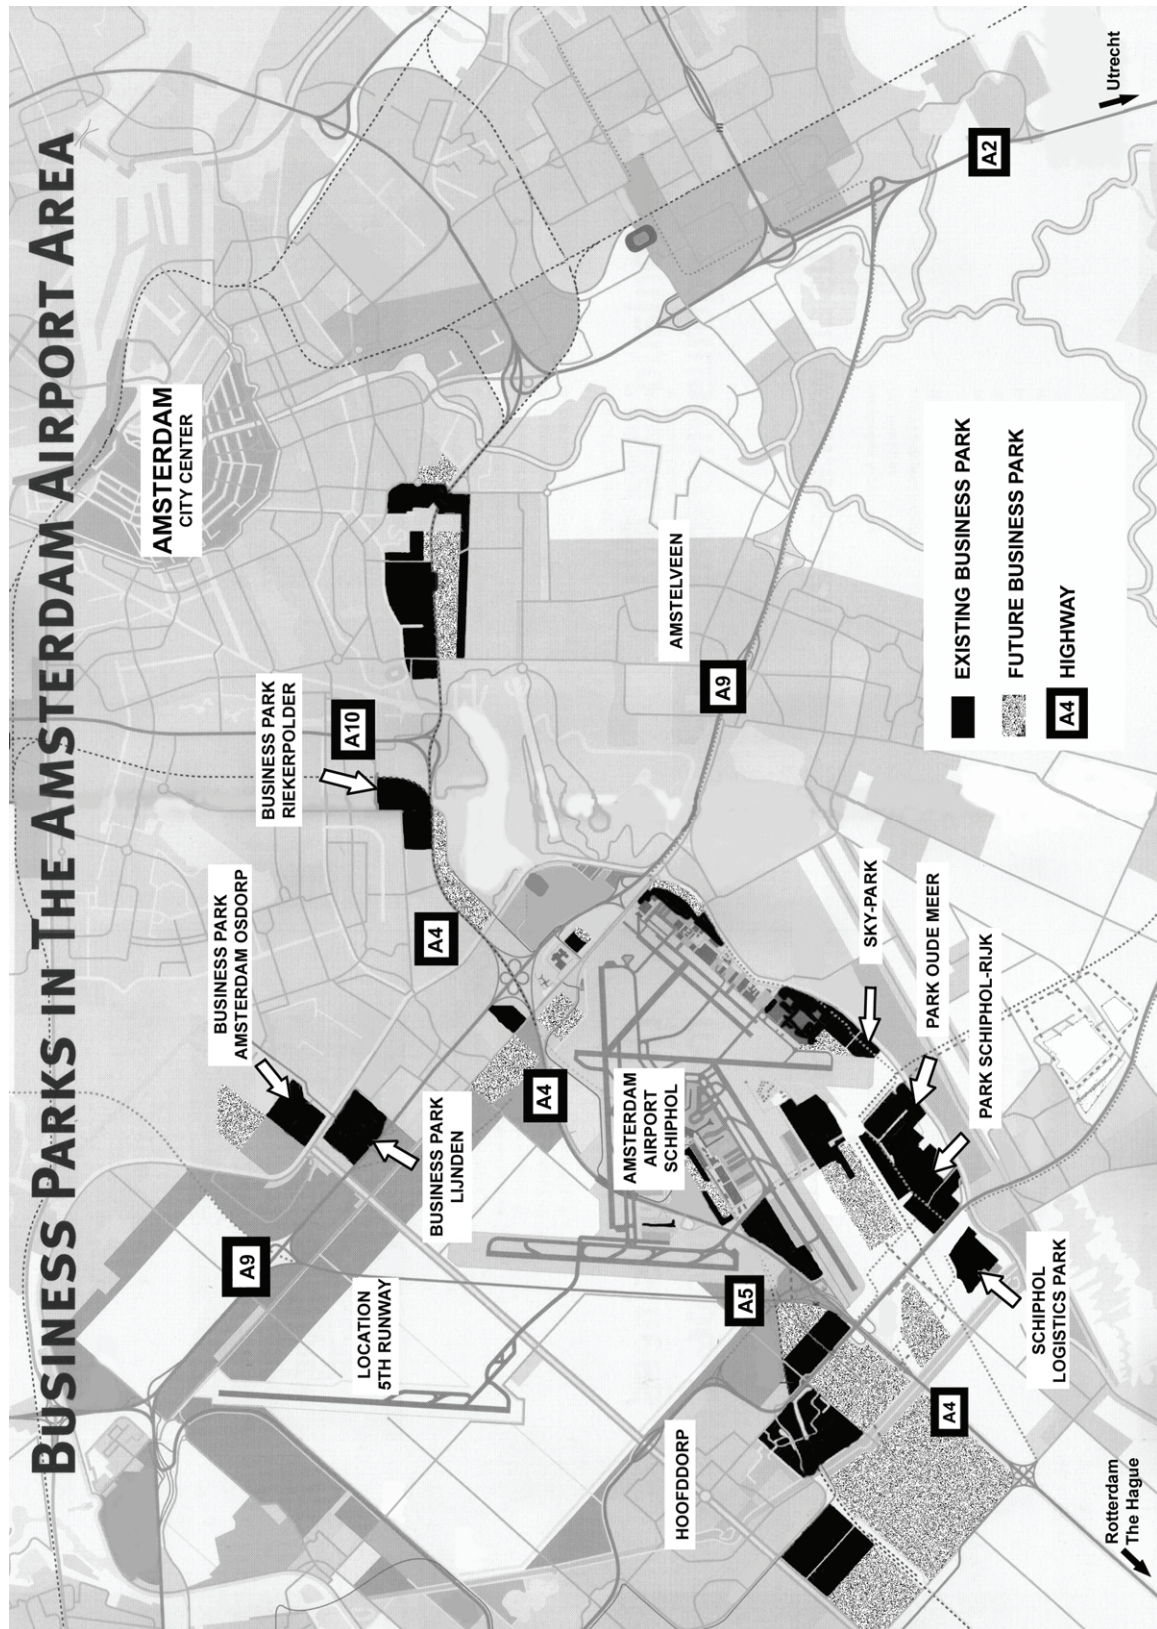 BUSINESS PARKS IN THE AMSTERDAM AIRPORT AREA
AMSTERDAM
CITY CENTER
BUSINESS PARK
RIEKERPOLDER
A10
BUSINESS PARK
AMSTERDAM OSDORP
A4
BUSINESS PARK
LIJNDEN
A4
A9
LOCATION
5TH RUNWAY
AMSTERDAM
AIRPORT
SCHIPHOL
A5
HOOFDDORP
AMSTELVEEN
A9
A2
Utrecht
SKY-PARK
PARK OUDE MEER
PARK SCHIPHOL-RIJK
SCHIPHOL
LOGISTICS PARK
A4
Rotterdam
The Hague
EXISTING BUSINESS PARK
FUTURE BUSINESS PARK
A4 HIGHWAY